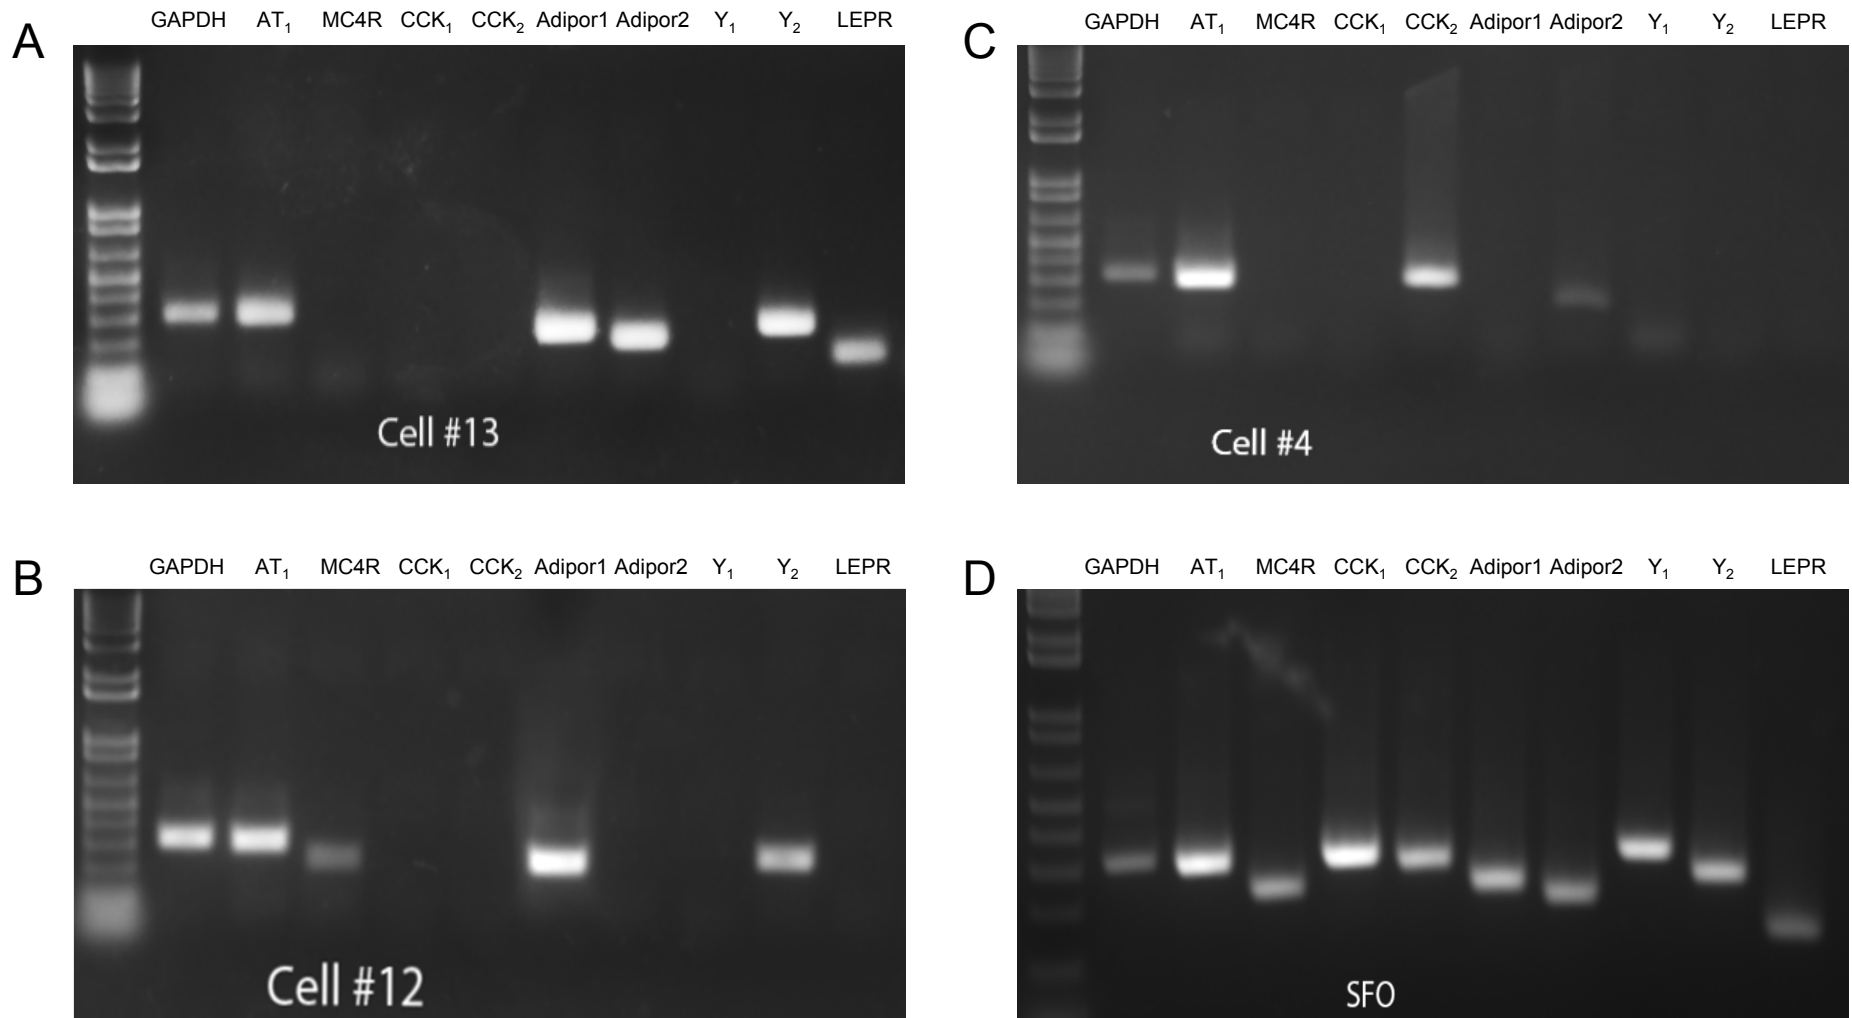 A
GAPDH AT₁ MC4R CCK₁ CCK₂ Adipor1 Adipor2 Y₁ Y₂ LEPR
Cell #13
C
GAPDH AT₁ MC4R CCK₁ CCK₂ Adipor1 Adipor2 Y₁ Y₂ LEPR
Cell #4
B
GAPDH AT₁ MC4R CCK₁ CCK₂ Adipor1 Adipor2 Y₁ Y₂ LEPR
Cell #12
D
GAPDH AT₁ MC4R CCK₁ CCK₂ Adipor1 Adipor2 Y₁ Y₂ LEPR
SFO